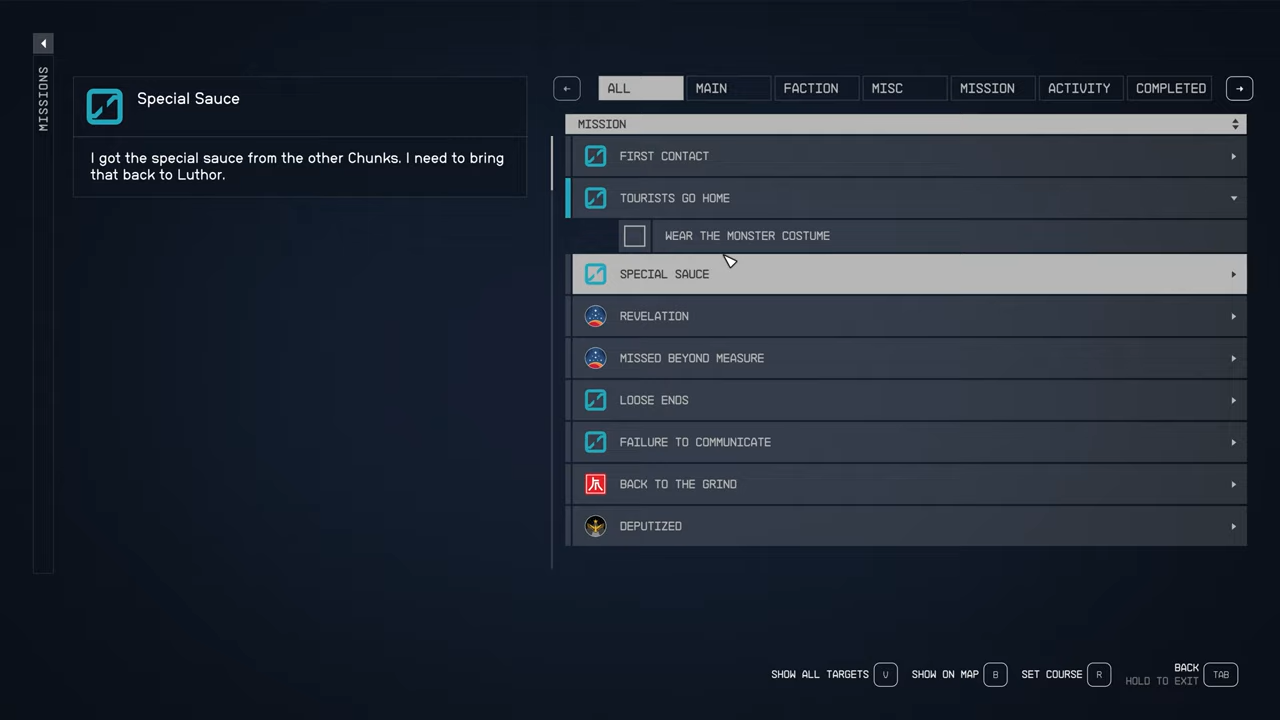 MISSIONS
Special Sauce
I got the special sauce from the other Chunks. I need to bring
that back to Luthor.
ALL
MAIN
FACTION
MISC
MISSION
ACTIVITY
COMPLETED
MISSION
FIRST CONTACT
TOURISTS GO HOME
WEAR THE MONSTER COSTUME
SPECIAL SAUCE
REVELATION
MISSED BEYOND MEASURE
LOOSE ENDS
FAILURE TO COMMUNICATE
BACK TO THE GRIND
DEPUTIZED
SHOW ALL TARGETS V
SHOW ON MAP B
SET COURSE R
BACK
HOLD TO EXIT TAB